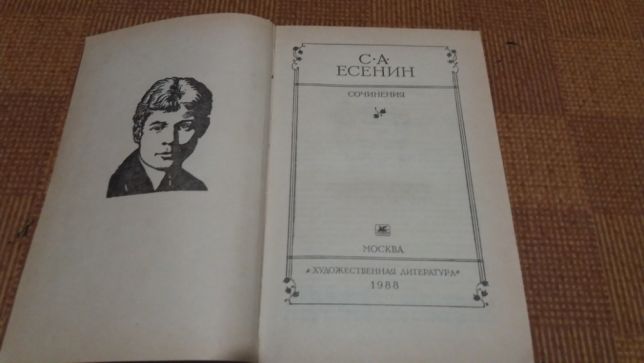 С·А·
ЕСЕНИН
СОЧИНЕНИЯ
МОСКВА
«ХУДОЖЕСТВЕННАЯ ЛИТЕРАТУРА»
1988